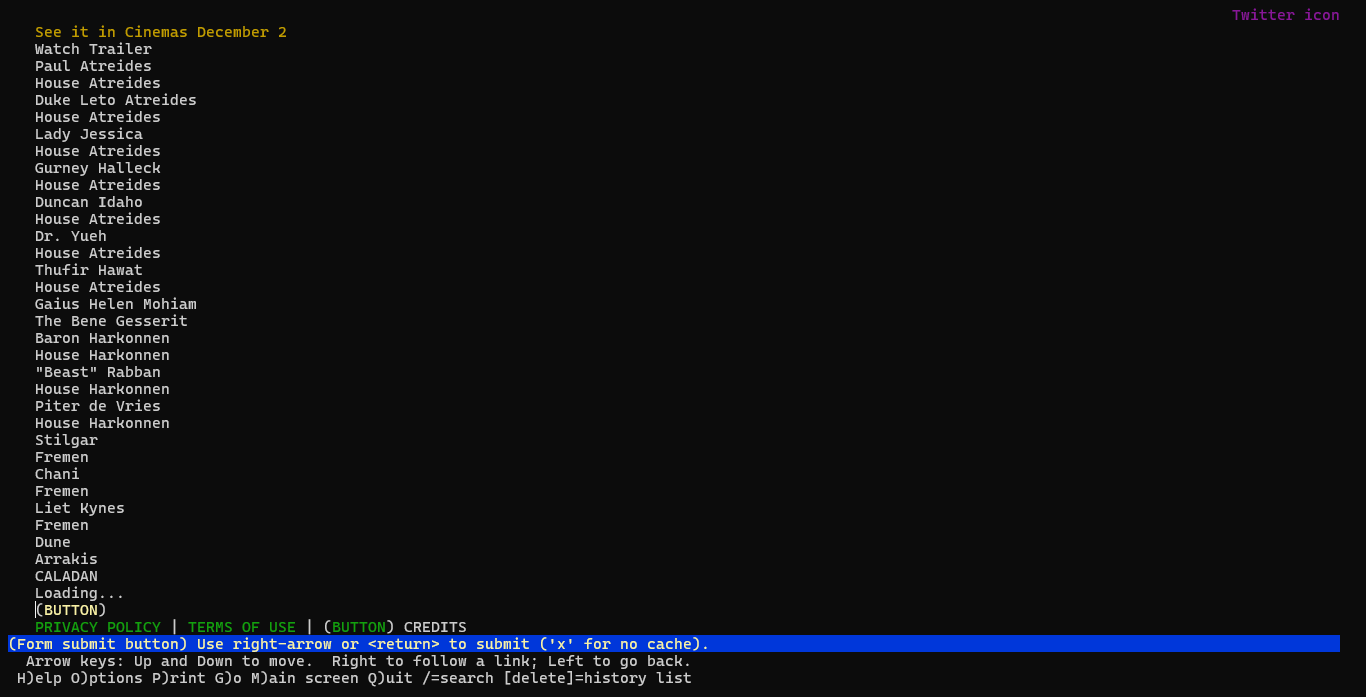 Twitter icon
See it in Cinemas December 2
Watch Trailer
Paul Atreides
House Atreides
Duke Leto Atreides
House Atreides
Lady Jessica
House Atreides
Gurney Halleck
House Atreides
Duncan Idaho
House Atreides
Dr. Yueh
House Atreides
Thufir Hawat
House Atreides
Gaius Helen Mohiam
The Bene Gesserit
Baron Harkonnen
House Harkonnen
"Beast" Rabban
House Harkonnen
Piter de Vries
House Harkonnen
Stilgar
Fremen
Chani
Fremen
Liet Kynes
Fremen
Dune
Arrakis
CALADAN
Loading...
(BUTTON)
PRIVACY POLICY | TERMS OF USE | (BUTTON) CREDITS
(Form submit button) Use right-arrow or <return> to submit ('x' for no cache).
Arrow keys: Up and Down to move.  Right to follow a link; Left to go back.
H)elp O)ptions P)rint G)o M)ain screen Q)uit /=search [delete]=history list